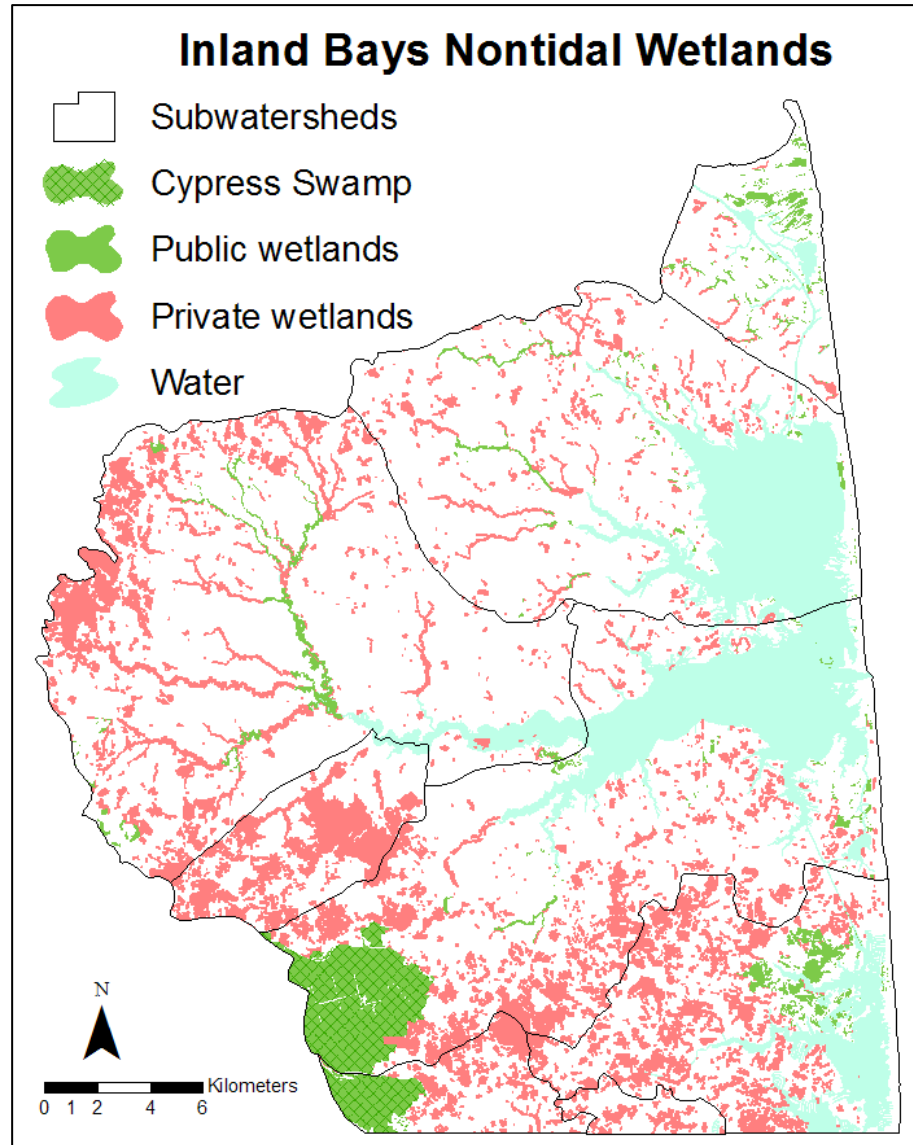 Inland Bays Nontidal Wetlands
Subwatersheds
Cypress Swamp
Public wetlands
Private wetlands
Water
N
Kilometers
0 1 2 4 6